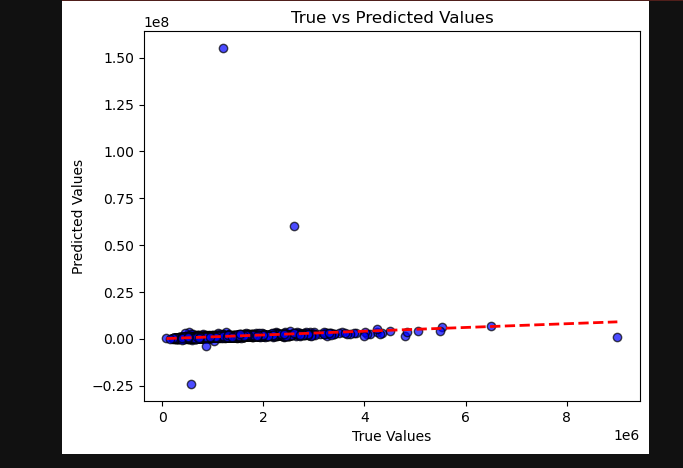 True vs Predicted Values
1e8
1.50
1.25
1.00
0.75
0.50
0.25
0.00
−0.25
Predicted Values
0 2 4 6 8
1e6
True Values